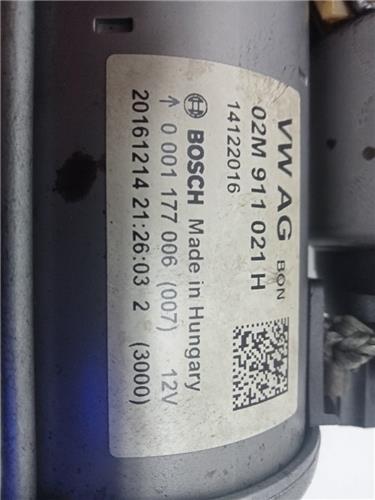 VW AG BON
02M 911 021 H
14122016
BOSCH Made in Hungary
0 001 177 006 (007) 12V
20161214 21:26:03 2 (3000)